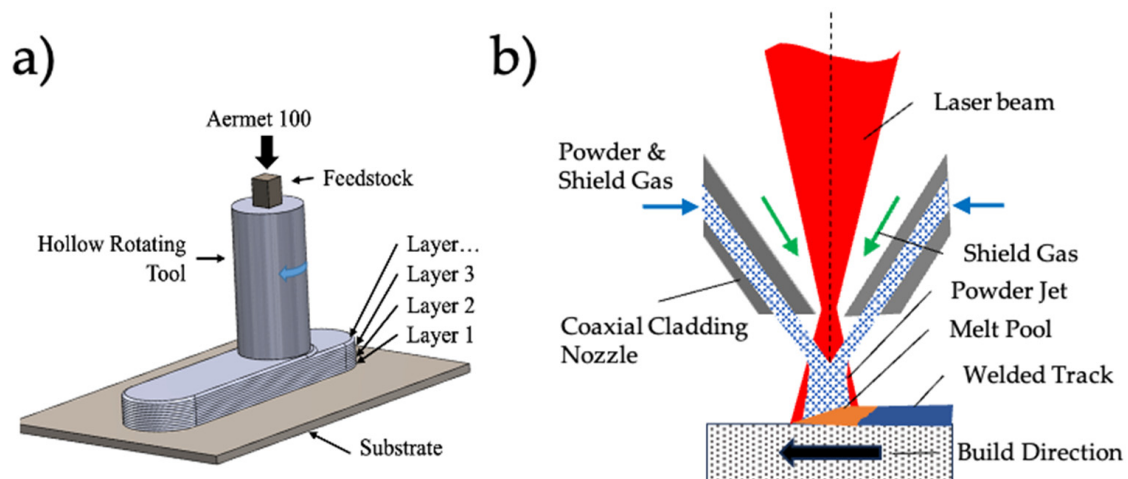 a)
Aermet 100
Feedstock
Hollow Rotating
Tool
Layer...
Layer 3
Layer 2
Layer 1
Substrate
b)
Laser beam
Powder &
Shield Gas
Shield Gas
Powder Jet
Coaxial Cladding
Nozzle
Melt Pool
Welded Track
Build Direction